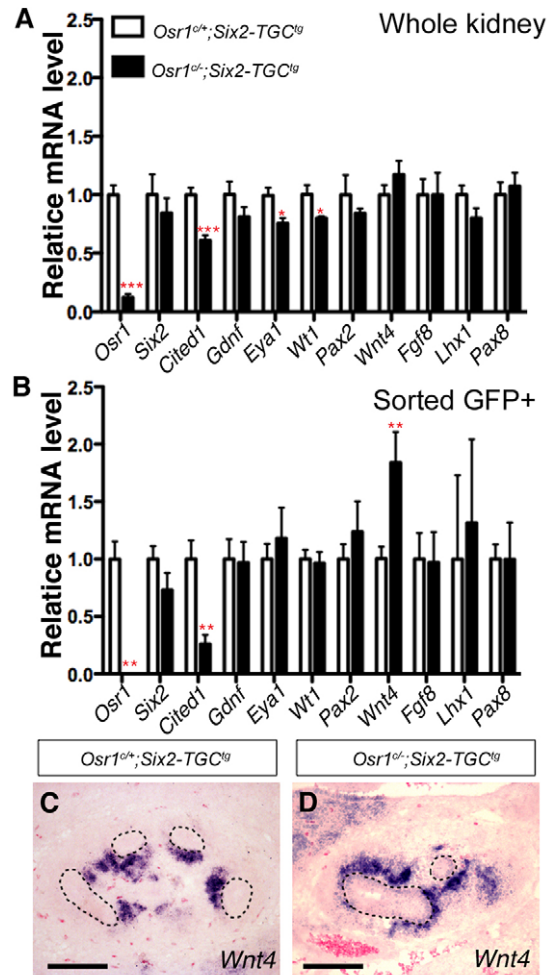 A
Osr1c/+;Six2-TGCtg
Whole kidney
Osr1c/-;Six2-TGCtg
Relatice mRNA level
2.5
2.0
1.5
1.0
0.5
0.0
***
***
*
*
Osr1
Six2
Cited1
Gdnf
Eya1
Wt1
Pax2
Wnt4
Fgf8
Lhx1
Pax8
B
Sorted GFP+
Relatice mRNA level
2.5
2.0
1.5
1.0
0.5
0.0
**
**
**
Osr1
Six2
Cited1
Gdnf
Eya1
Wt1
Pax2
Wnt4
Fgf8
Lhx1
Pax8
Osr1c/+;Six2-TGCtg
Osr1c/-;Six2-TGCtg
C
Wnt4
D
Wnt4